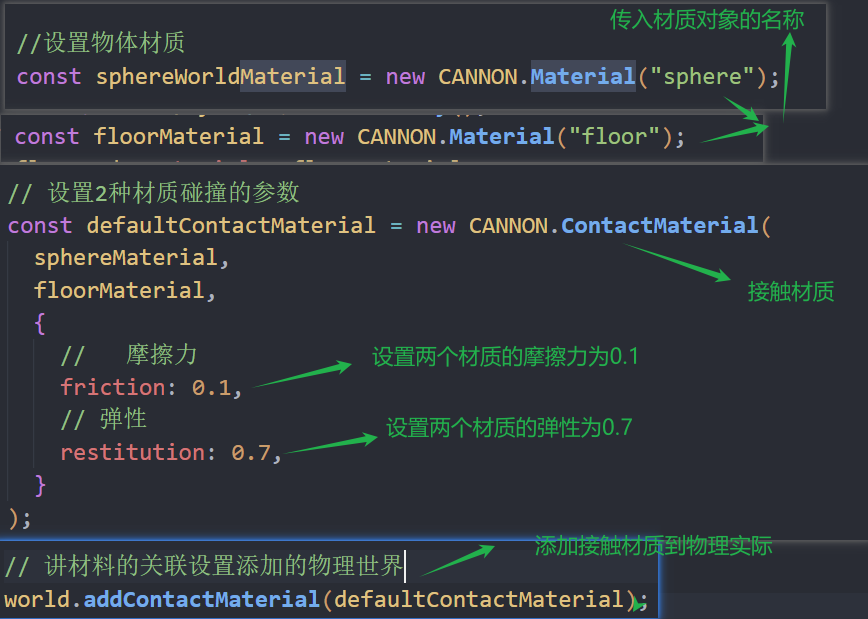 传入材质对象的名称
//设置物体材质
const sphereWorldMaterial = new CANNON.Material("sphere");
const floorMaterial = new CANNON.Material("floor");
// 设置2种材质碰撞的参数
const defaultContactMaterial = new CANNON.ContactMaterial(
sphereMaterial,
接触材质
floorMaterial,
{
// 摩擦力
设置两个材质的摩擦力为0.1
friction: 0.1,
// 弹性
设置两个材质的弹性为0.7
restitution: 0.7,
}
);
添加接触材质到物理实际
// 讲材料的关联设置添加的物理世界
world.addContactMaterial(defaultContactMaterial);